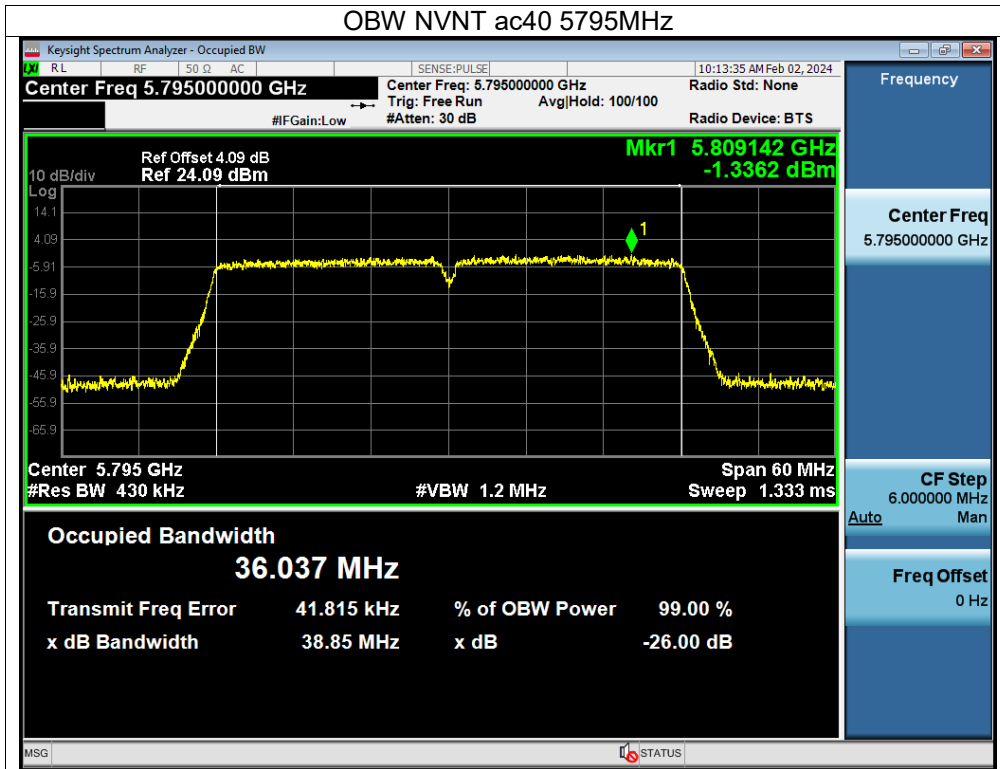 OBW NVNT ac40 5795MHz
Keysight Spectrum Analyzer - Occupied BW
LXI RL RF 50 Ω AC SENSE:PULSE 10:13:35 AM Feb 02, 2024
Center Freq 5.795000000 GHz Center Freq: 5.795000000 GHz Radio Std: None
Trig: Free Run Avg|Hold: 100/100
#IFGain:Low #Atten: 30 dB Radio Device: BTS
Frequency
Mkr1 5.809142 GHz
-1.3362 dBm
Ref Offset 4.09 dB
10 dB/div Ref 24.09 dBm
Log
14.1
4.09
-5.91
-15.9
-25.9
-35.9
-45.9
-55.9
-65.9
1
Center 5.795 GHz Span 60 MHz
#Res BW 430 kHz #VBW 1.2 MHz Sweep 1.333 ms
Center Freq
5.795000000 GHz
CF Step
6.000000 MHz
Auto Man
Freq Offset
0 Hz
Occupied Bandwidth
36.037 MHz
Transmit Freq Error 41.815 kHz % of OBW Power 99.00 %
x dB Bandwidth 38.85 MHz x dB -26.00 dB
MSG STATUS